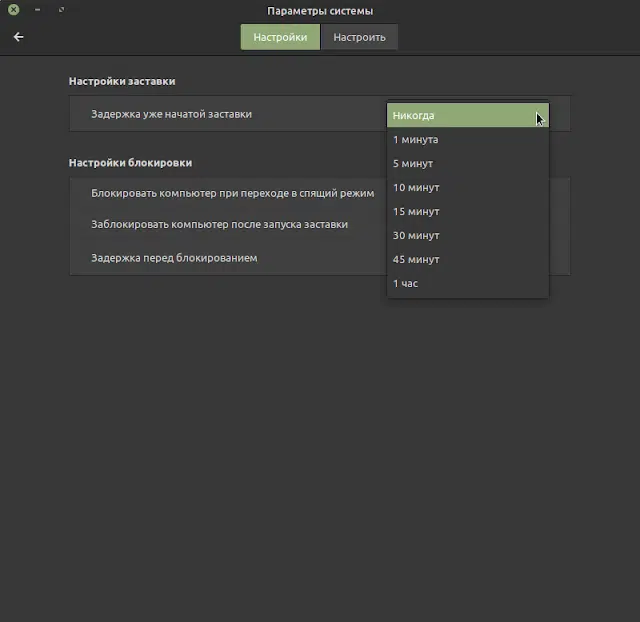 Параметры системы
Настройки
Настроить
Настройки заставки
Задержка уже начатой заставки
Никогда
1 минута
5 минут
10 минут
15 минут
30 минут
45 минут
1 час
Настройки блокировки
Блокировать компьютер при переходе в спящий режим
Заблокировать компьютер после запуска заставки
Задержка перед блокированием